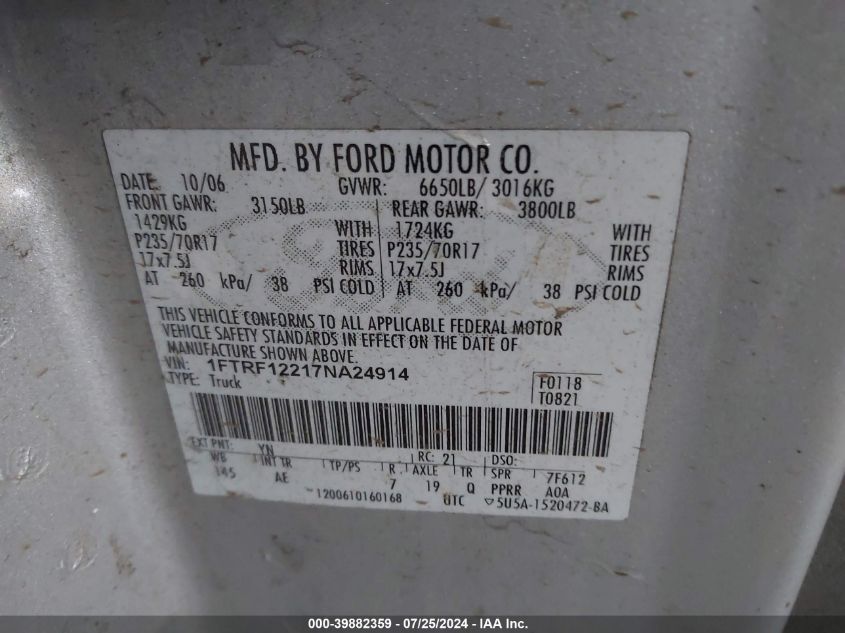 MFD. BY FORD MOTOR CO.
DATE: 10/06 GVWR: 6650LB/ 3016KG
FRONT GAWR: 3150LB REAR GAWR: 3800LB
1429KG WITH 1724KG WITH
P235/70R17 TIRES P235/70R17 TIRES
17x7.5J RIMS 17x7.5J RIMS
AT 260 kPa/ 38 PSI COLD AT 260 kPa/ 38 PSI COLD
THIS VEHICLE CONFORMS TO ALL APPLICABLE FEDERAL MOTOR
VEHICLE SAFETY STANDARDS IN EFFECT ON THE DATE OF
MANUFACTURE SHOWN ABOVE.
VIN: 1FTRF12217NA24914 F0118
TYPE: Truck T0821
EXT PNT: YN RC: 21 DSO:
WB INT TR TP/PS R AXLE TR SPR 7F612
145 AE 7 19 Q PPRR A0A
1200610160168 UTC ▽5U5A-1520472-BA
000-39882359 / 07/25/2024 / IAA Inc.